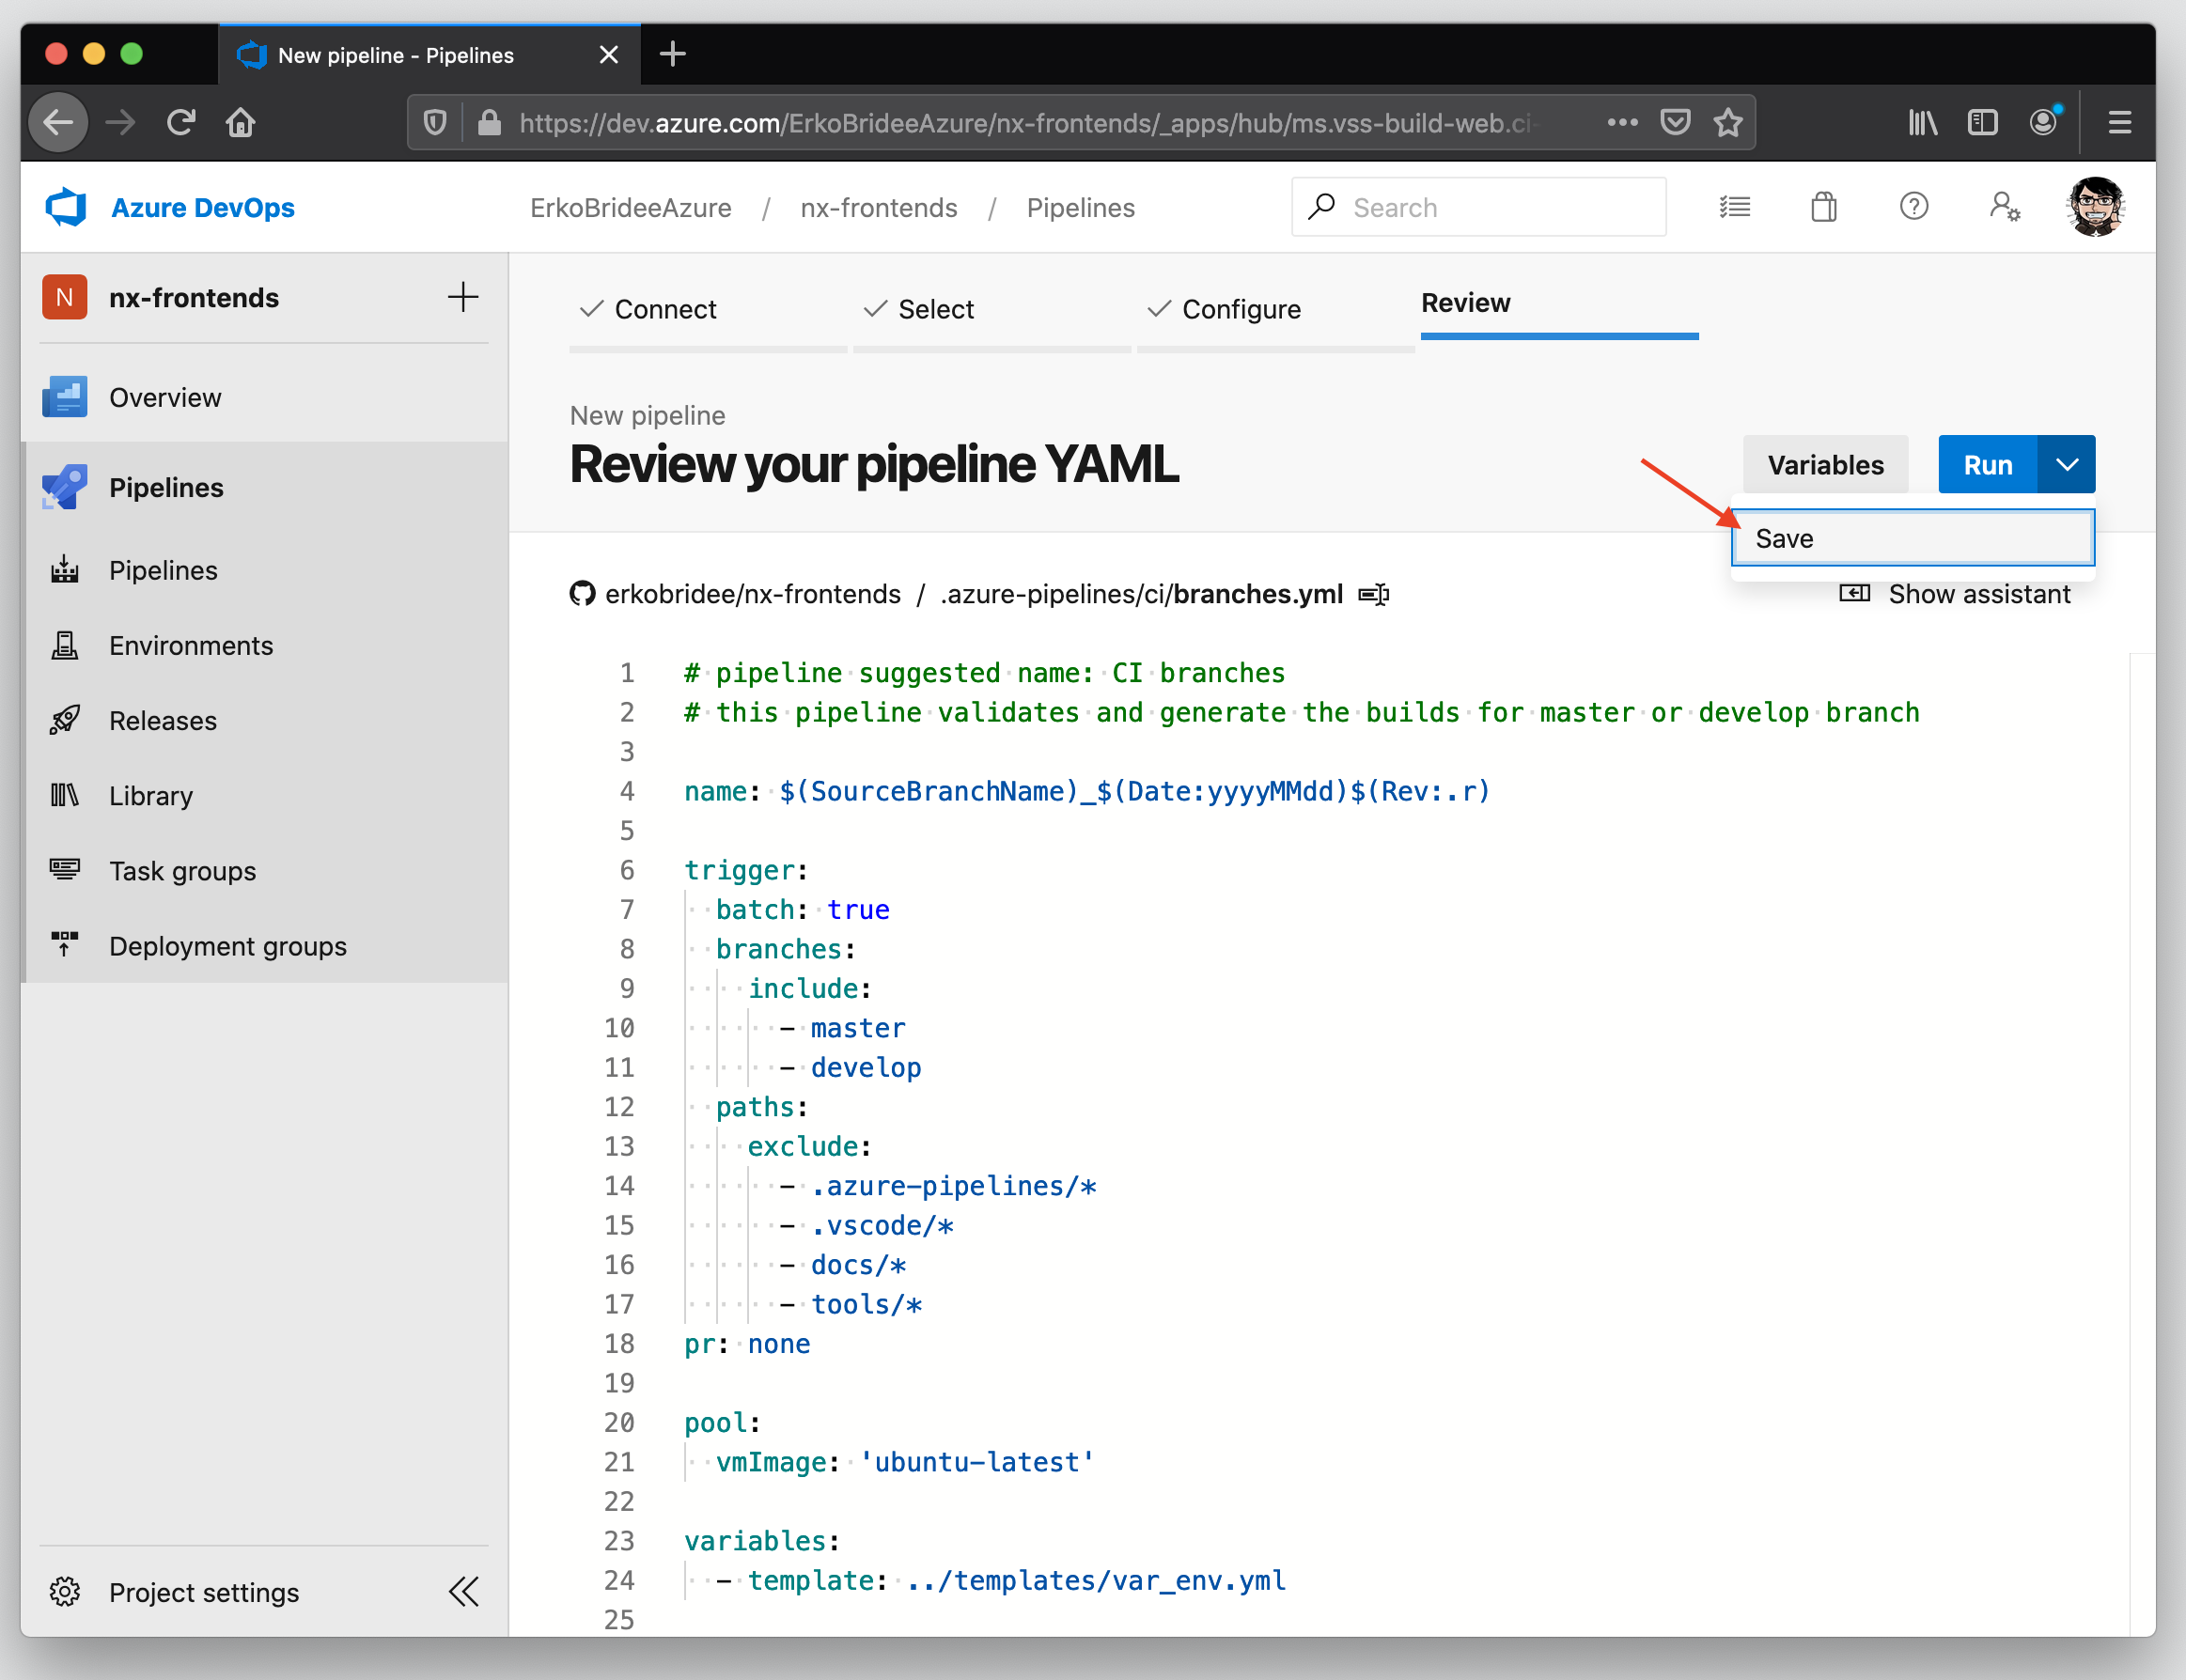 New pipeline - Pipelines
https://dev.azure.com/ErkoBrideeAzure/nx-frontends/_apps/hub/ms.vss-build-web.ci-
Azure DevOps
ErkoBrideeAzure / nx-frontends / Pipelines
Search
N nx-frontends
Connect Select Configure Review
Overview
New pipeline
Review your pipeline YAML
Variables Run
Pipelines
Save
erkobridee/nx-frontends / .azure-pipelines/ci/branches.yml
Show assistant
Pipelines
Environments
Releases
Library
Task groups
Deployment groups
1 # pipeline suggested name: CI branches
2 # this pipeline validates and generate the builds for master or develop branch
3
4 name: $(SourceBranchName)_$(Date:yyyyMMdd)$(Rev:.r)
5
6 trigger:
7   batch: true
8   branches:
9     include:
10       - master
11       - develop
12   paths:
13     exclude:
14       - .azure-pipelines/*
15       - .vscode/*
16       - docs/*
17       - tools/*
18 pr: none
19
20 pool:
21   vmImage: 'ubuntu-latest'
22
23 variables:
24   - template: ../templates/var_env.yml
25
Project settings